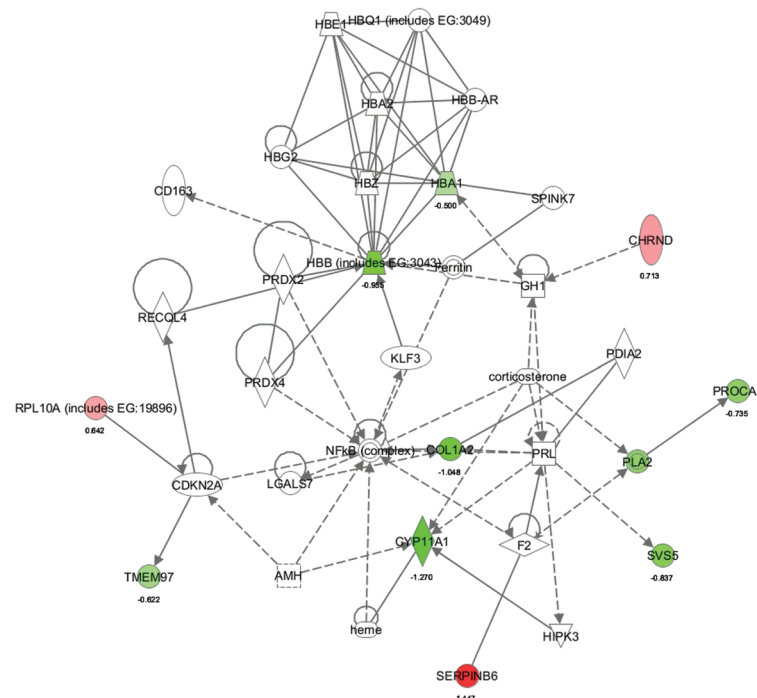 HBE1
HBQ1 (includes EG:3049)
HBA2
HBB-AR
HBG2
HBZ
HBA1
-0.500
CD163
SPINK7
CHRND
0.713
HBB (includes EG:3043)
-0.955
Ferritin
PRDX2
GH1
RECQL4
KLF3
PDIA2
corticosterone
PRDX4
PROCA
-0.735
RPL10A (includes EG:19896)
0.642
NFkB (complex)
COL1A2
-1.048
PRL
PLA2
CDKN2A
LGALS7
CYP11A1
-1.270
F2
SVS5
-0.837
TMEM97
-0.622
AMH
heme
HIPK3
SERPINB6